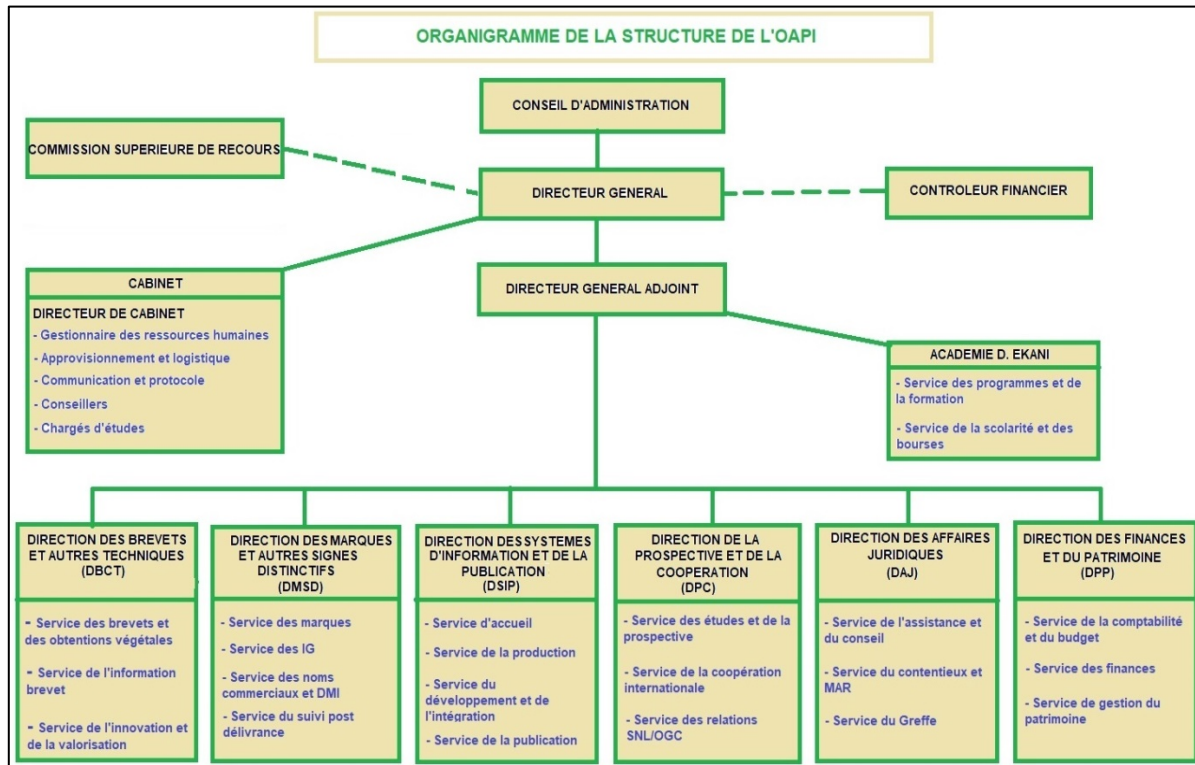 ORGANIGRAMME DE LA STRUCTURE DE L'OAPI
CONSEIL D'ADMINISTRATION
COMMISSION SUPERIEURE DE RECOURS
DIRECTEUR GENERAL
CONTROLEUR FINANCIER
CABINET
DIRECTEUR DE CABINET
- Gestionnaire des ressources humaines
- Approvisionnement et logistique
- Communication et protocole
- Conseillers
- Chargés d'études
DIRECTEUR GENERAL ADJOINT
ACADEMIE D. EKANI
- Service des programmes et de
la formation
- Service de la scolarité et des
bourses
DIRECTION DES BREVETS
ET AUTRES TECHNIQUES
(DBCT)
- Service des brevets et
des obtentions végétales
- Service de l'information
brevet
- Service de l'innovation et
de la valorisation
DIRECTION DES MARQUES
ET AUTRES SIGNES
DISTINCTIFS
(DMSD)
- Service des marques
- Service des IG
- Service des noms
commerciaux et DMI
- Service du suivi post
délivrance
DIRECTION DESSYSTEMES
D'INFORMATION ET DE LA
PUBLICATION
(DSIP)
- Service d'accueil
- Service de la production
- Service du
développement et de
l'intégration
- Service de la publication
DIRECTION DE LA
PROSPECTIVE ET DE LA
COOPERATION
(DPC)
- Service des études et de la
prospective
- Service de la coopération
internationale
- Service des relations
SNL/OGC
DIRECTION DES AFFAIRES
JURIDIQUES
(DAJ)
- Service de l'assistance et du
conseil
- Service du contentieux et
MAR
- Service du Greffe
DIRECTION DES FINANCES
ET DU PATRIMOINE
(DPP)
- Service de la comptabilité
et du budget
- Service des finances
- Service de gestion du
patrimoine